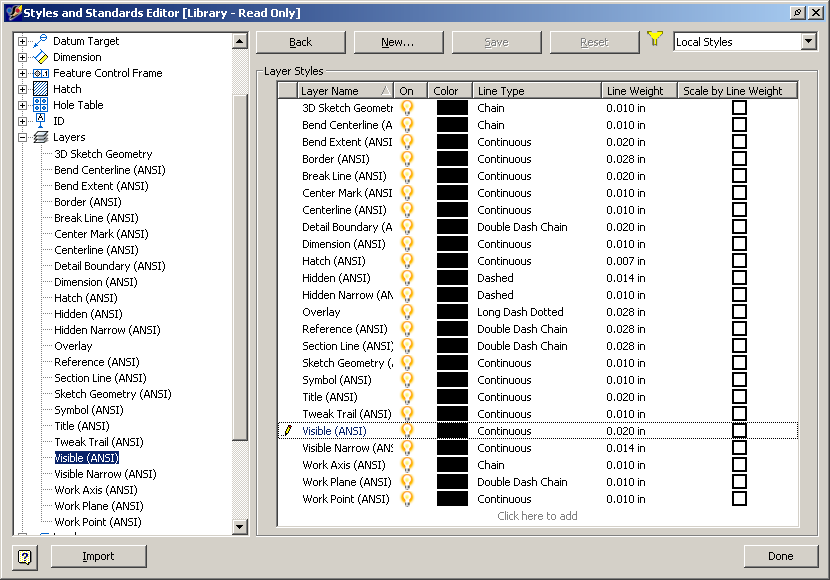 Styles and Standards Editor [Library - Read Only]
Datum Target
Dimension
Feature Control Frame
Hatch
Hole Table
A ID
Layers
3D Sketch Geometry
Bend Centerline (ANSI)
Bend Extent (ANSI)
Border (ANSI)
Break Line (ANSI)
Center Mark (ANSI)
Centerline (ANSI)
Detail Boundary (ANSI)
Dimension (ANSI)
Hatch (ANSI)
Hidden (ANSI)
Hidden Narrow (ANSI)
Overlay
Reference (ANSI)
Section Line (ANSI)
Sketch Geometry (ANSI)
Symbol (ANSI)
Title (ANSI)
Tweak Trail (ANSI)
Visible (ANSI)
Visible Narrow (ANSI)
Work Axis (ANSI)
Work Plane (ANSI)
Work Point (ANSI)
? Import
Back New... Save Reset Local Styles
Layer Styles
Layer Name On Color Line Type Line Weight Scale by Line Weight
3D Sketch Geometr Chain 0.010 in
Bend Centerline (A Chain 0.010 in
Bend Extent (ANSI Continuous 0.020 in
Border (ANSI) Continuous 0.028 in
Break Line (ANSI) Continuous 0.020 in
Center Mark (ANSI Continuous 0.010 in
Centerline (ANSI) Continuous 0.010 in
Detail Boundary (A Double Dash Chain 0.020 in
Dimension (ANSI) Continuous 0.010 in
Hatch (ANSI) Continuous 0.007 in
Hidden (ANSI) Dashed 0.014 in
Hidden Narrow (AN Dashed 0.010 in
Overlay Long Dash Dotted 0.028 in
Reference (ANSI) Double Dash Chain 0.028 in
Section Line (ANSI) Double Dash Chain 0.028 in
Sketch Geometry ( Continuous 0.010 in
Symbol (ANSI) Continuous 0.010 in
Title (ANSI) Continuous 0.020 in
Tweak Trail (ANSI) Continuous 0.010 in
Visible (ANSI) Continuous 0.020 in
Visible Narrow (ANS Continuous 0.014 in
Work Axis (ANSI) Chain 0.010 in
Work Plane (ANSI) Double Dash Chain 0.010 in
Work Point (ANSI) Continuous 0.010 in
Click here to add
Done